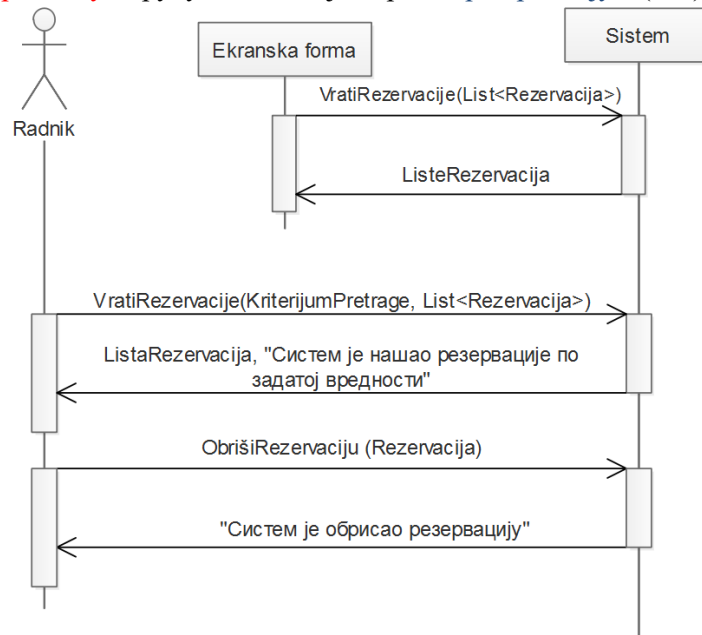 Ekranska forma
Sistem
Radnik
VratiRezervacije(List<Rezervacija>)
ListeRezervacija
VratiRezervacije(KriterijumPretrage, List<Rezervacija>)
ListaRezervacija, "Систем је нашао резервације по
задатој вредности"
ObrišiRezervaciju (Rezervacija)
"Систем је обрисао резервацију"